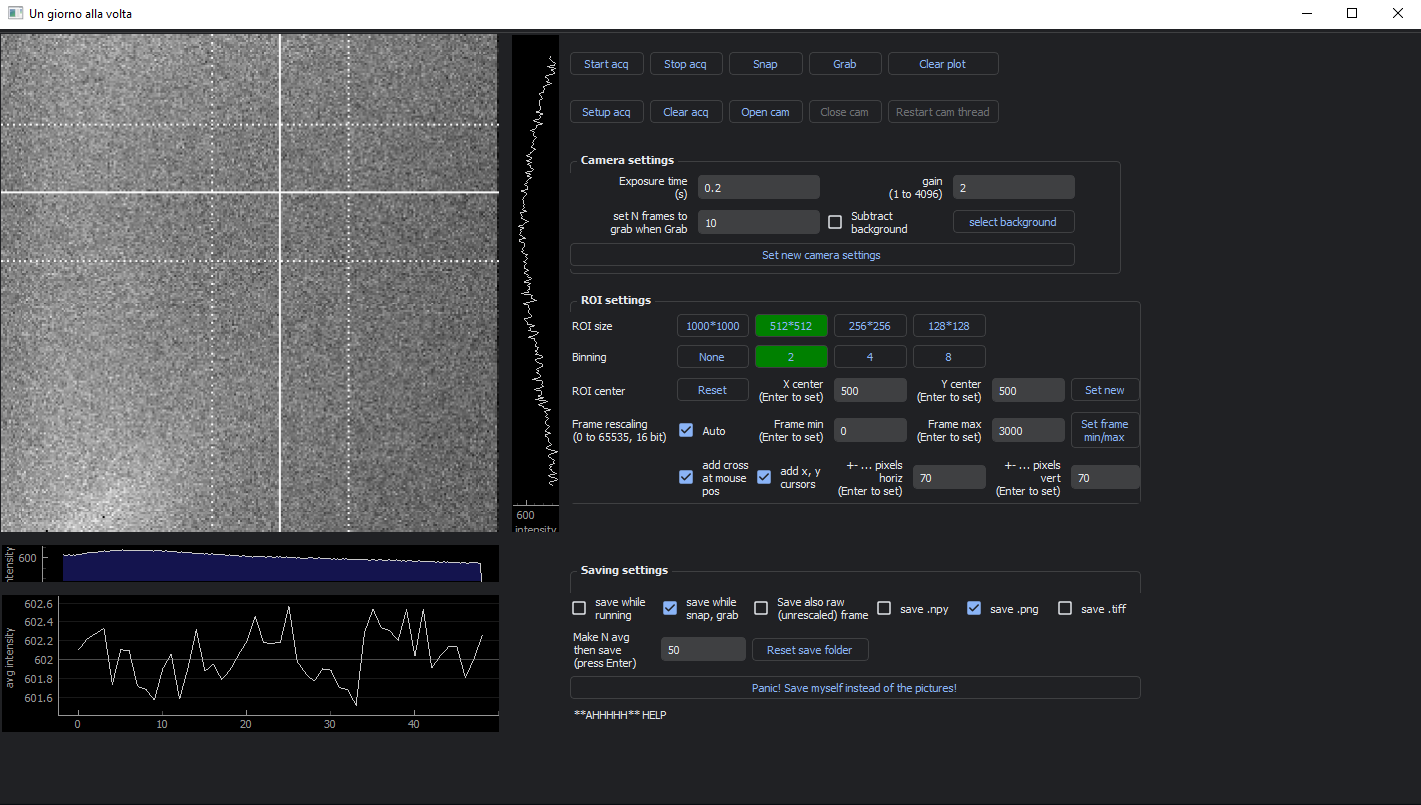 Un giorno alla volta
Start acq
Stop acq
Snap
Grab
Clear plot
Setup acq
Clear acq
Open cam
Close cam
Restart cam thread
Camera settings
Exposure time
(s)
0.2
gain
(1 to 4096)
2
set N frames to
grab when Grab
10
Subtract
background
select background
Set new camera settings
ROI settings
ROI size
1000*1000
512*512
256*256
128*128
Binning
None
2
4
8
ROI center
Reset
X center
(Enter to set)
500
Y center
(Enter to set)
500
Set new
Frame rescaling
(0 to 65535, 16 bit)
Auto
Frame min
(Enter to set)
0
Frame max
(Enter to set)
3000
Set frame
min/max
add cross
at mouse
pos
add x, y
cursors
+- ... pixels
horiz
(Enter to set)
70
+- ... pixels
vert
(Enter to set)
70
600
intensity
600
ntensity
602.6
602.4
602.2
602
601.8
601.6
avg intensity
0
10
20
30
40
Saving settings
save while
running
save while
snap, grab
Save also raw
(unrescaled) frame
save .npy
save .png
save .tiff
Make N avg
then save
(press Enter)
50
Reset save folder
Panic! Save myself instead of the pictures!
**AHHHHH** HELP